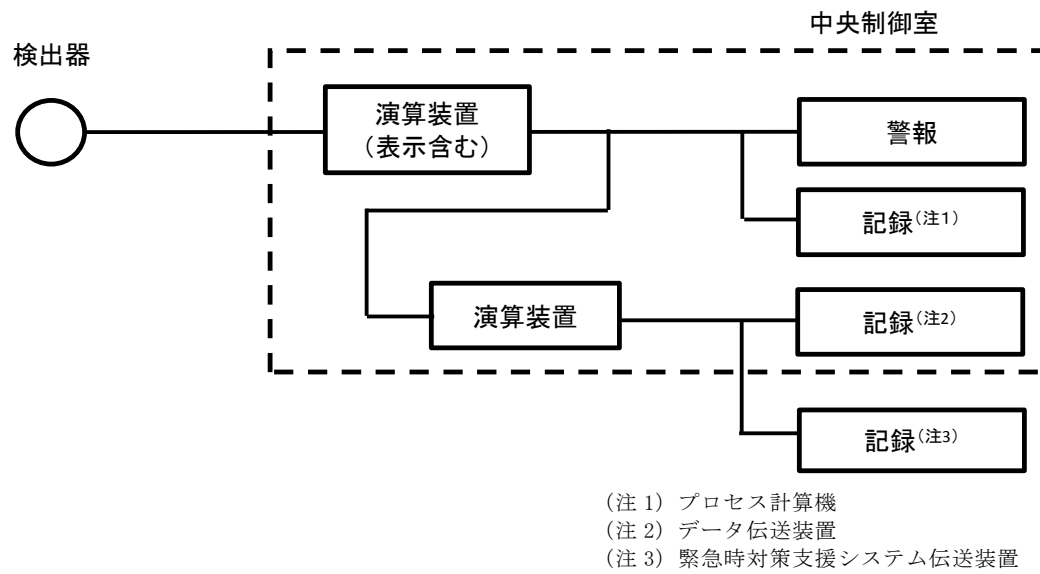 中央制御室
検出器
演算装置
（表示含む）
警報
記録(注1)
演算装置
記録(注2)
記録(注3)
（注 1）プロセス計算機
（注 2）データ伝送装置
（注 3）緊急時対策支援システム伝送装置